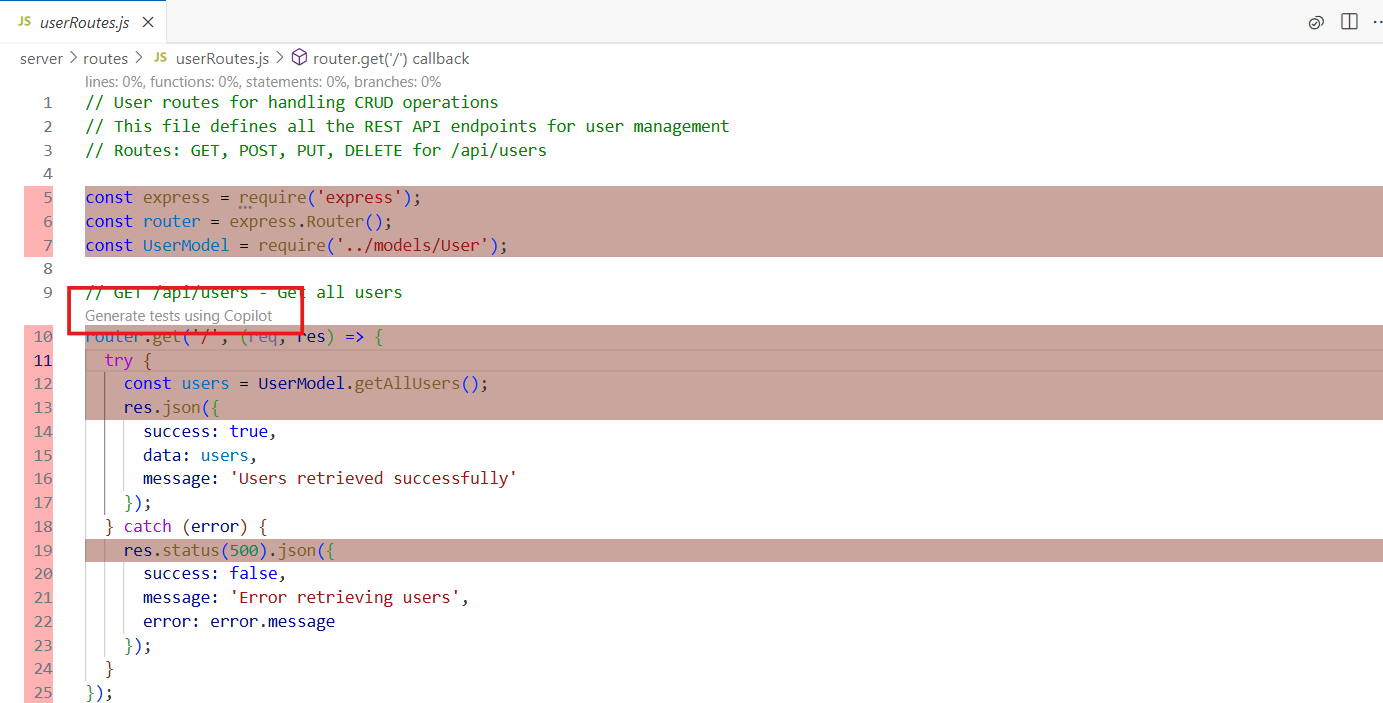 JS userRoutes.js
server > routes > JS userRoutes.js > router.get('/') callback
lines: 0%, functions: 0%, statements: 0%, branches: 0%
1 // User routes for handling CRUD operations
2 // This file defines all the REST API endpoints for user management
3 // Routes: GET, POST, PUT, DELETE for /api/users
4
5 const express = require('express');
6 const router = express.Router();
7 const UserModel = require('../models/User');
8
9 // GET /api/users - Get all users
Generate tests using Copilot
10 router.get('/', (req, res) => {
11 try {
12 const users = UserModel.getAllUsers();
13 res.json({
14 success: true,
15 data: users,
16 message: 'Users retrieved successfully'
17 });
18 } catch (error) {
19 res.status(500).json({
20 success: false,
21 message: 'Error retrieving users',
22 error: error.message
23 });
24 }
25 });